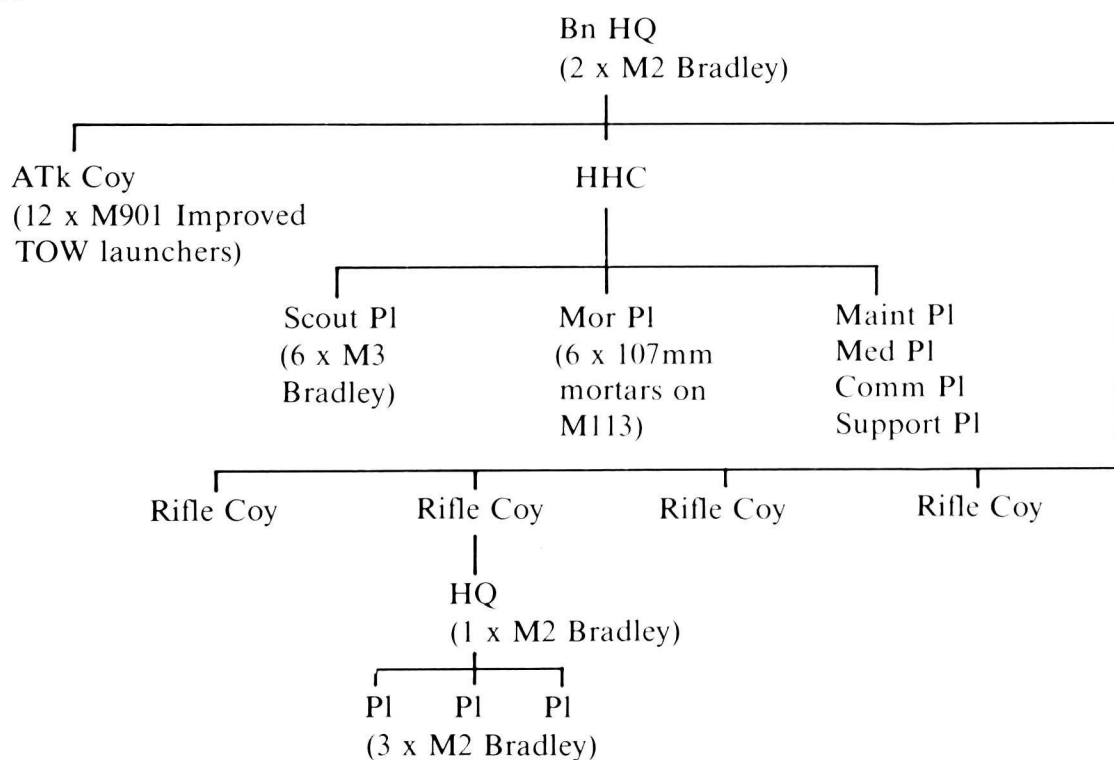 Bn HQ
(2 x M2 Bradley)
ATk Coy
(12 x M901 Improved
TOW launchers)
HHC
Scout Pl
(6 x M3
Bradley)
Mor Pl
(6 x 107mm
mortars on
M113)
Maint Pl
Med Pl
Comm Pl
Support Pl
Rifle Coy
Rifle Coy
Rifle Coy
Rifle Coy
HQ
(1 x M2 Bradley)
Pl
Pl
Pl
(3 x M2 Bradley)